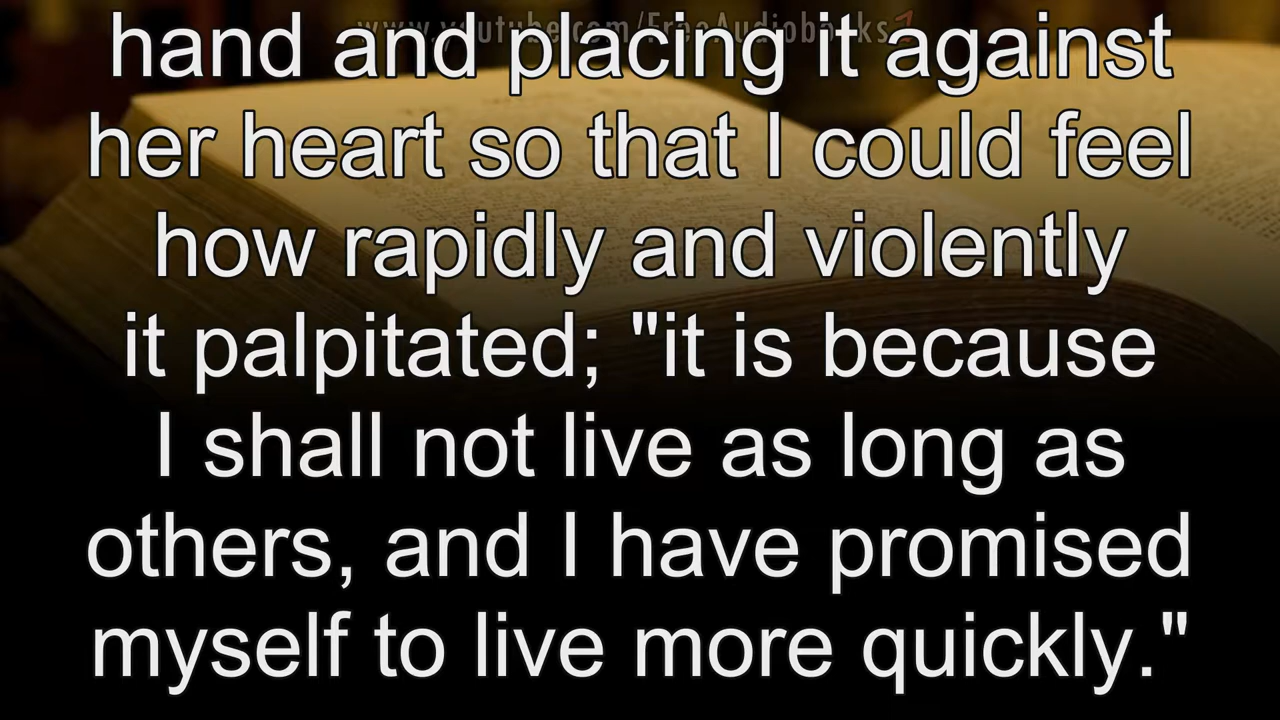 www.youtube.com/FreeAudiobooks1
hand and placing it against
her heart so that I could feel
how rapidly and violently
it palpitated; "it is because
I shall not live as long as
others, and I have promised
myself to live more quickly."